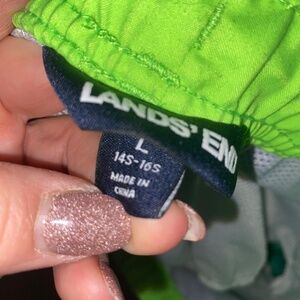 LANDS' END
L
14S-16S
MADE IN
CHINA